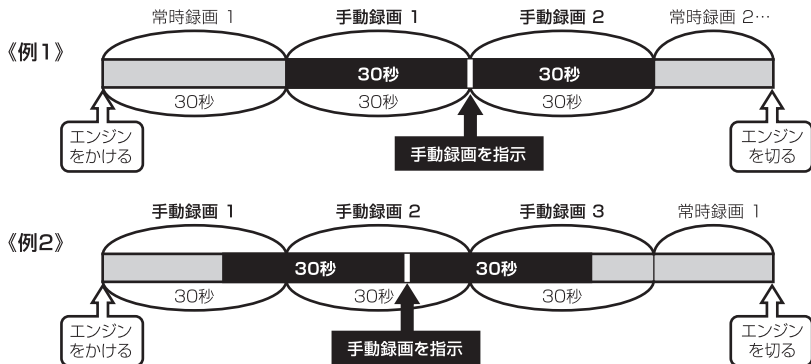 常時録画 1 手動録画 1 手動録画 2 常時録画 2…
《例1》
30秒 30秒
30秒 30秒 30秒
エンジン
をかける
手動録画を指示
エンジン
を切る
手動録画 1 手動録画 2 手動録画 3 常時録画 1
《例2》
30秒 30秒
30秒 30秒 30秒
エンジン
をかける
手動録画を指示
エンジン
を切る